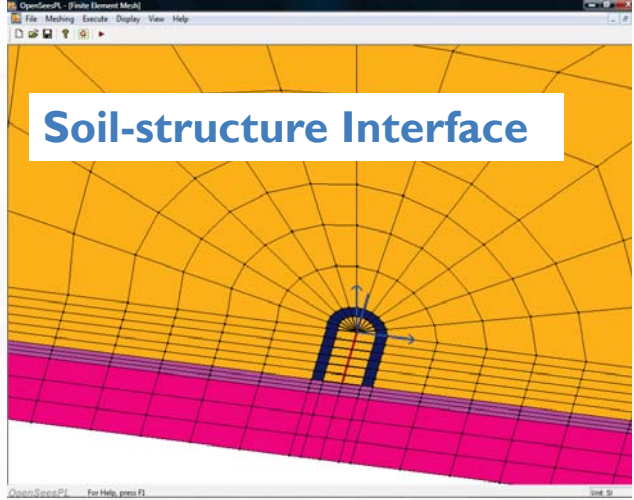 OpenSeesPL - [Finite Element Mesh]
File Meshing Execute Display View Help
Soil-structure Interface
OpenSeesPL For Help, press F1 Unit: SI